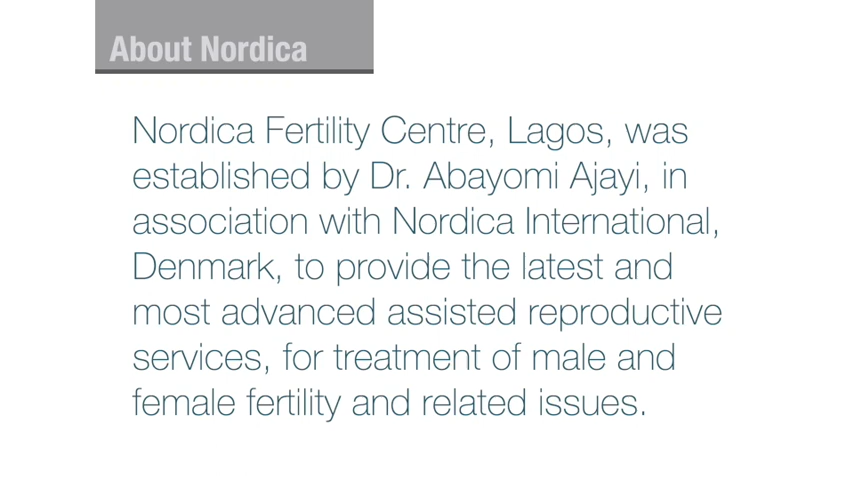 About Nordica
Nordica Fertility Centre, Lagos, was
established by Dr. Abayomi Ajayi, in
association with Nordica International,
Denmark, to provide the latest and
most advanced assisted reproductive
services, for treatment of male and
female fertility and related issues.